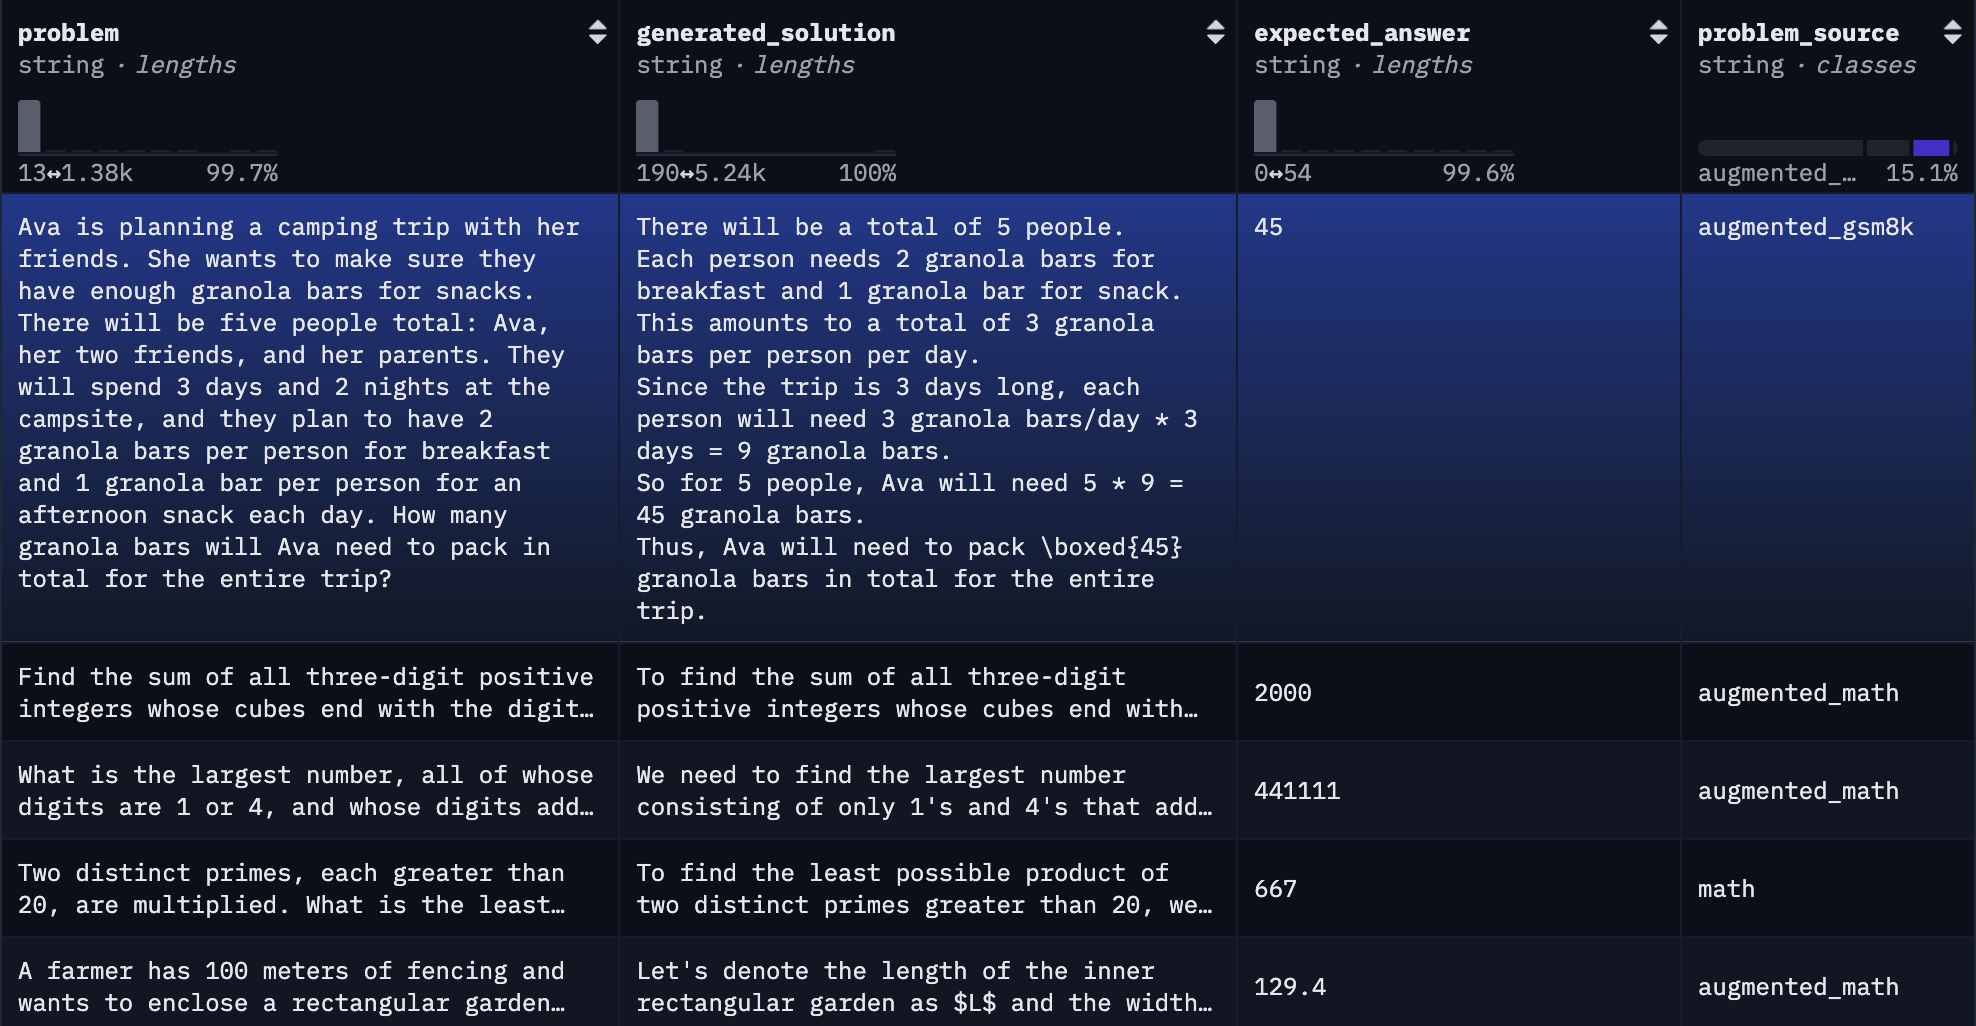 problem
string · lengths
13↔1.38k 99.7%
generated_solution
string · lengths
190↔5.24k 100%
expected_answer
string · lengths
0↔54 99.6%
problem_source
string · classes
augmented_… 15.1%
Ava is planning a camping trip with her
friends. She wants to make sure they
have enough granola bars for snacks.
There will be five people total: Ava,
her two friends, and her parents. They
will spend 3 days and 2 nights at the
campsite, and they plan to have 2
granola bars per person for breakfast
and 1 granola bar per person for an
afternoon snack each day. How many
granola bars will Ava need to pack in
total for the entire trip?
There will be a total of 5 people.
Each person needs 2 granola bars for
breakfast and 1 granola bar for snack.
This amounts to a total of 3 granola
bars per person per day.
Since the trip is 3 days long, each
person will need 3 granola bars/day * 3
days = 9 granola bars.
So for 5 people, Ava will need 5 * 9 =
45 granola bars.
Thus, Ava will need to pack \boxed{45}
granola bars in total for the entire
trip.
45
augmented_gsm8k
Find the sum of all three-digit positive
integers whose cubes end with the digit…
To find the sum of all three-digit
positive integers whose cubes end with…
2000
augmented_math
What is the largest number, all of whose
digits are 1 or 4, and whose digits add…
We need to find the largest number
consisting of only 1's and 4's that add…
441111
augmented_math
Two distinct primes, each greater than
20, are multiplied. What is the least…
To find the least possible product of
two distinct primes greater than 20, we…
667
math
A farmer has 100 meters of fencing and
wants to enclose a rectangular garden…
Let's denote the length of the inner
rectangular garden as $L$ and the width…
129.4
augmented_math